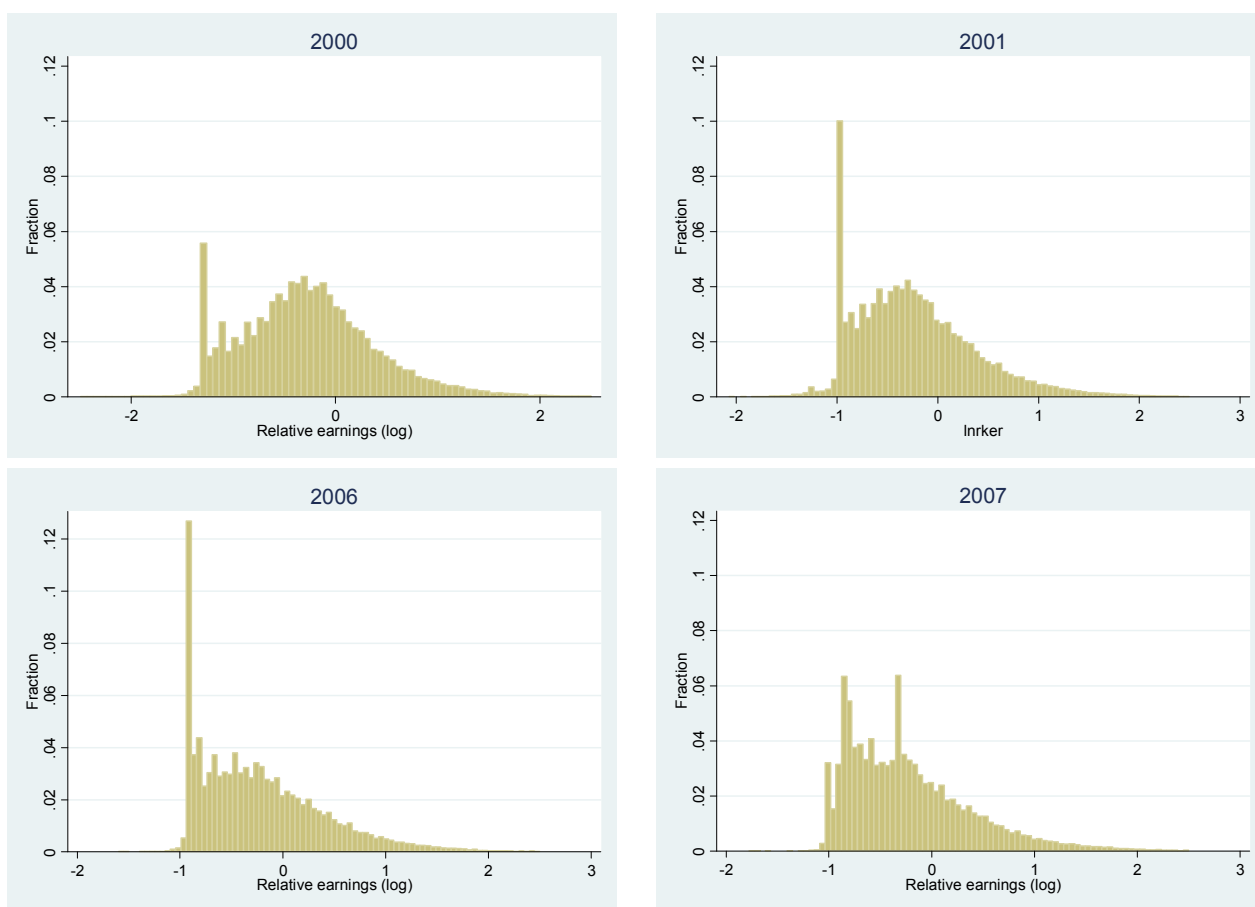 2000
Fraction
0 .02 .04 .06 .08 .1 .12
-2 0 2
Relative earnings (log)
2001
Fraction
0 .02 .04 .06 .08 .1 .12
-2 -1 0 1 2 3
lnrker
2006
Fraction
0 .02 .04 .06 .08 .1 .12
-2 -1 0 1 2 3
Relative earnings (log)
2007
Fraction
0 .02 .04 .06 .08 .1 .12
-2 -1 0 1 2 3
Relative earnings (log)